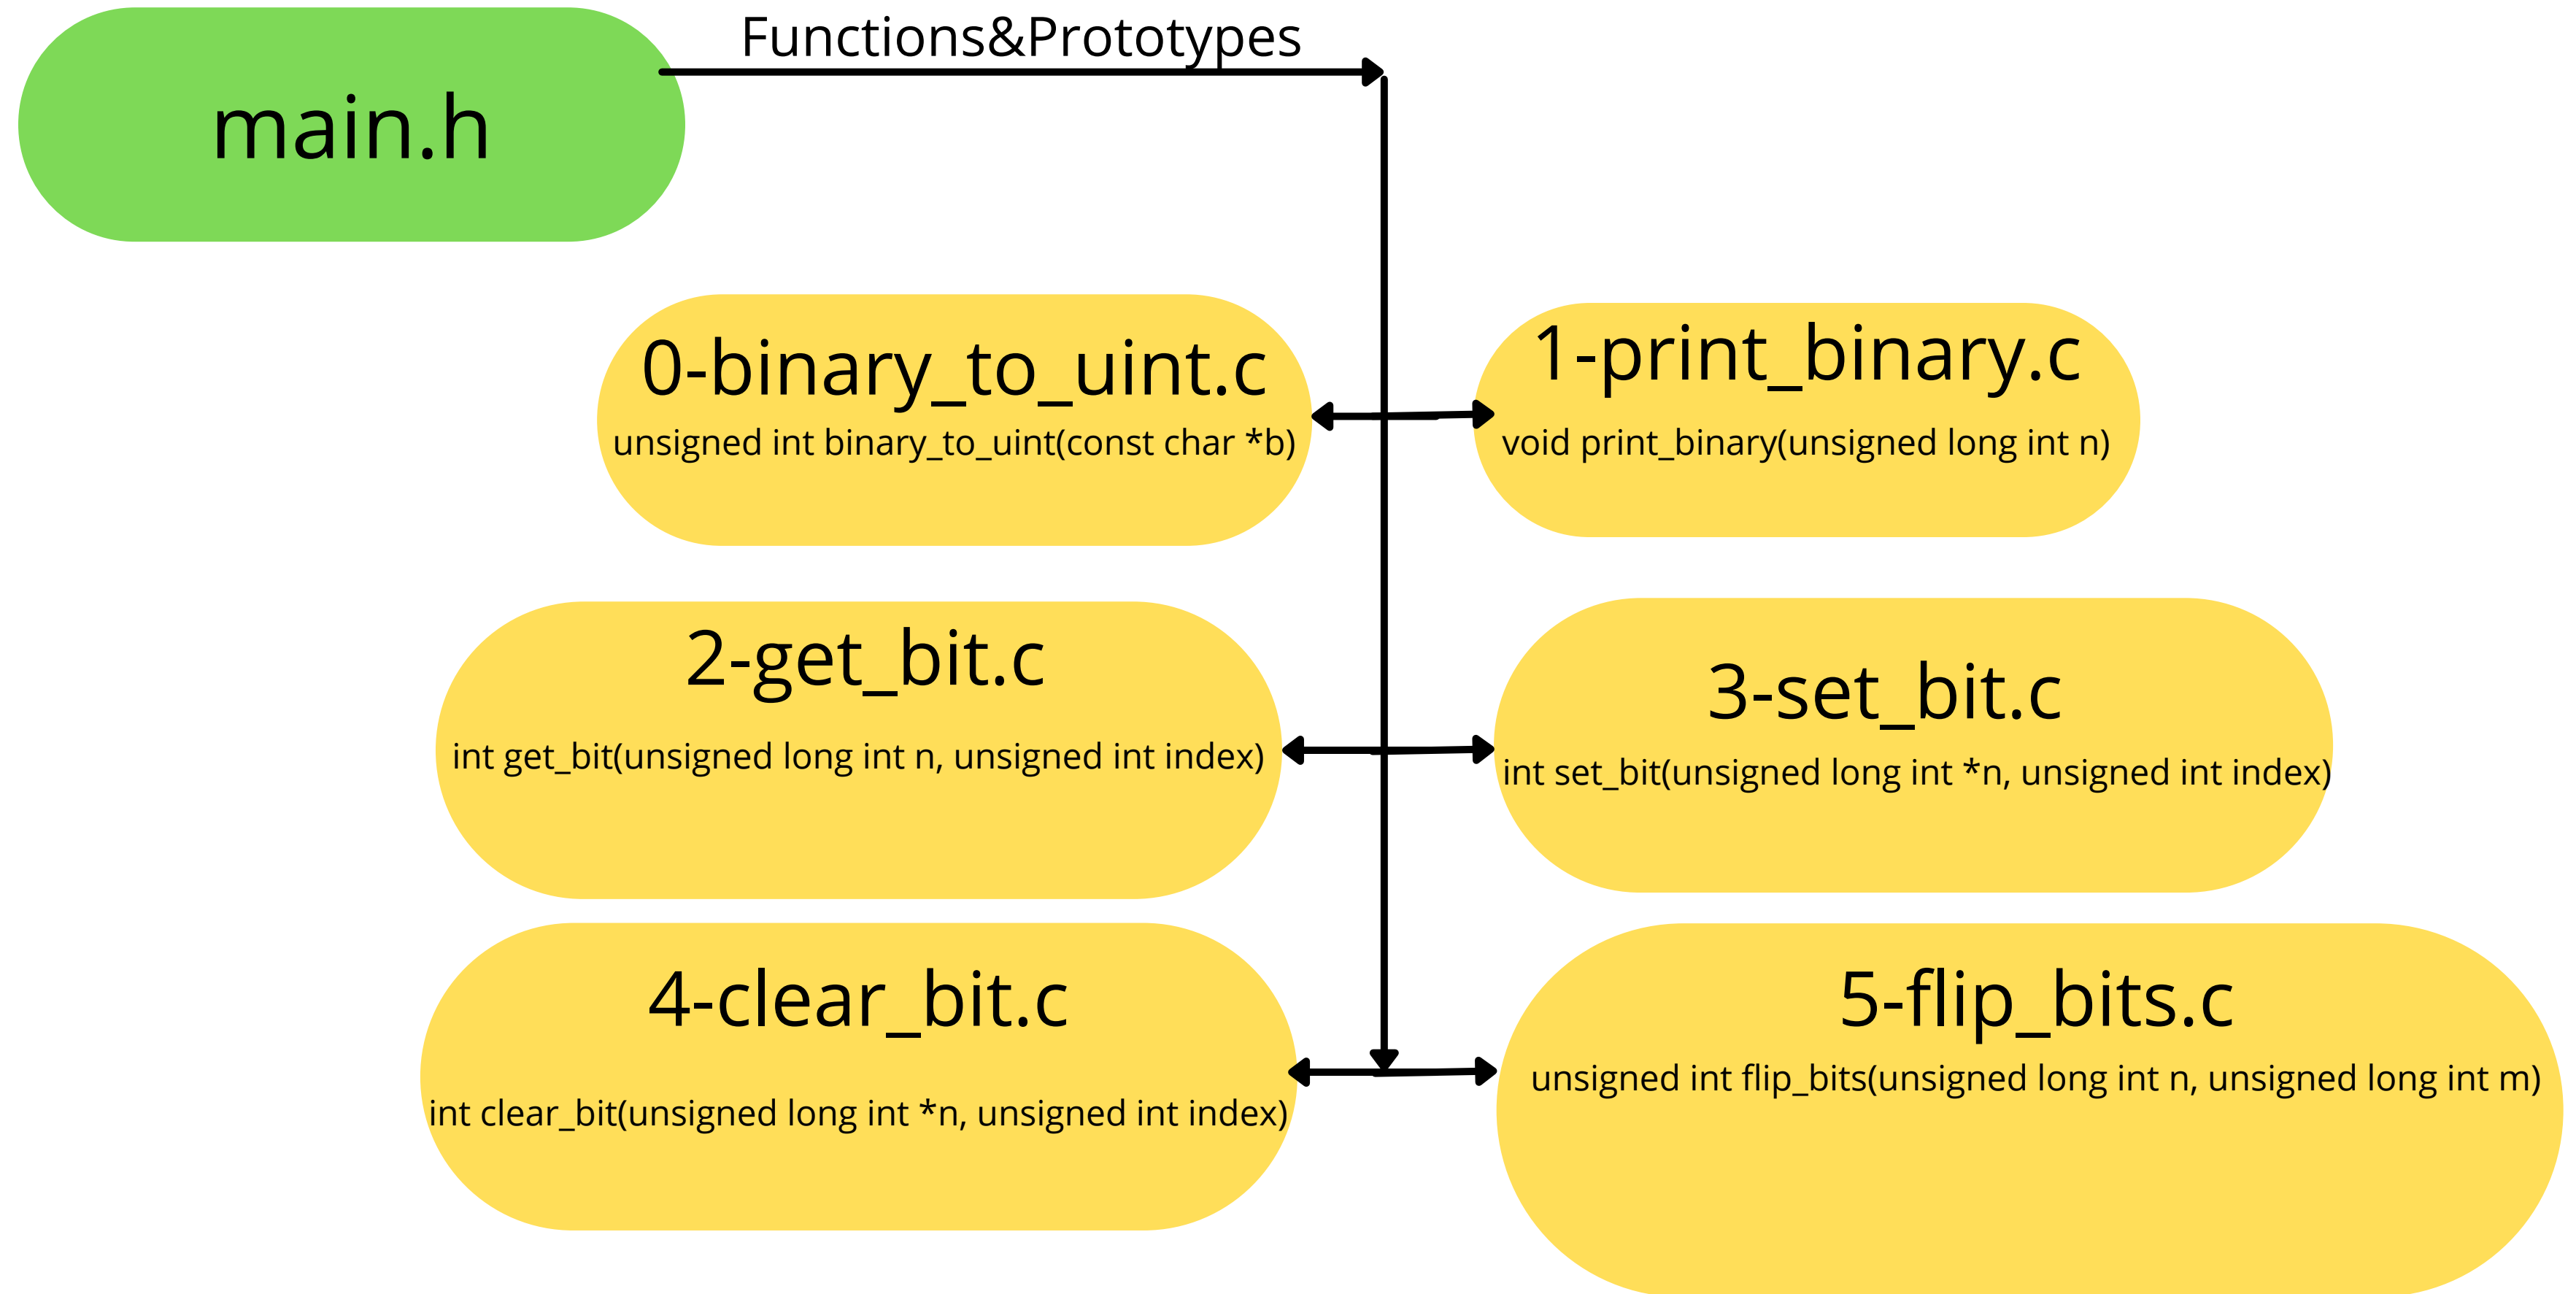 Functions&Prototypes
main.h
0-binary_to_uint.c
unsigned int binary_to_uint(const char *b)
1-print_binary.c
void print_binary(unsigned long int n)
2-get_bit.c
int get_bit(unsigned long int n, unsigned int index)
3-set_bit.c
int set_bit(unsigned long int *n, unsigned int index)
4-clear_bit.c
int clear_bit(unsigned long int *n, unsigned int index)
5-flip_bits.c
unsigned int flip_bits(unsigned long int n, unsigned long int m)